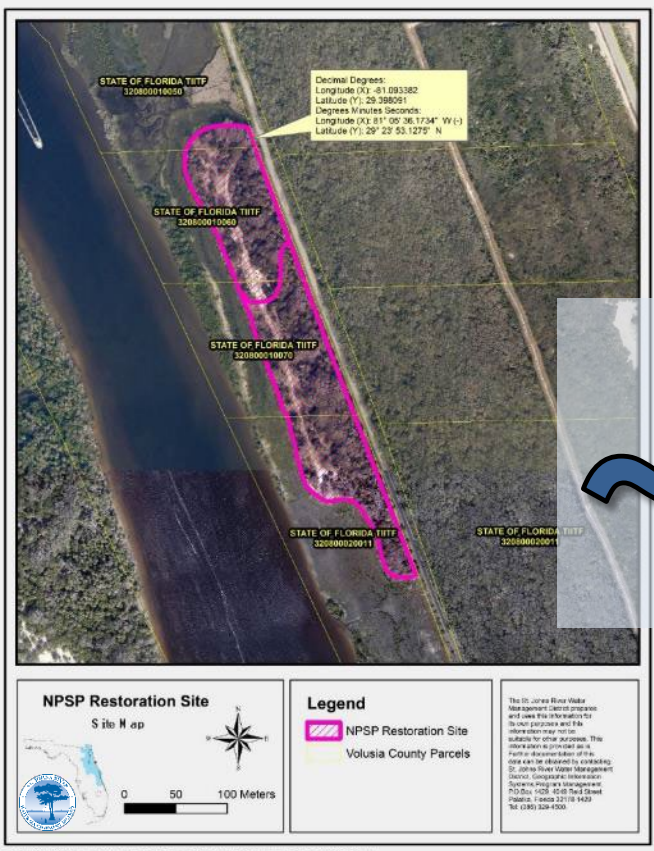 STATE OF FLORIDA TIITF
320800010050
Decimal Degrees:
Longitude (X): -81.093382
Latitude (Y): 29.398091
Degrees Minutes Seconds:
Longitude (X): 81° 05' 36.1734" W (-)
Latitude (Y): 29° 23' 53.1275" N
STATE OF FLORIDA TIITF
320800010060
STATE OF FLORIDA TIITF
320800010070
STATE OF FLORIDA TIITF
320800020011
STATE OF FLORIDA TIITF
320800020011
NPSP Restoration Site
Site Map
N
0 50 100 Meters
Legend
NPSP Restoration Site
Volusia County Parcels
The St. Johns River Water
Management District prepares
and uses this information for
its own purposes and this
information may not be
suitable for other purposes. This
information is provided as is.
Further documentation of this
data can be obtained by contacting:
St. Johns River Water Management
District, Geographic Information
Systems, Program Management,
P.O. Box 1429, 4049 Reid Street
Palatka, Florida 32178-1429
Tel: (386) 329-4500.